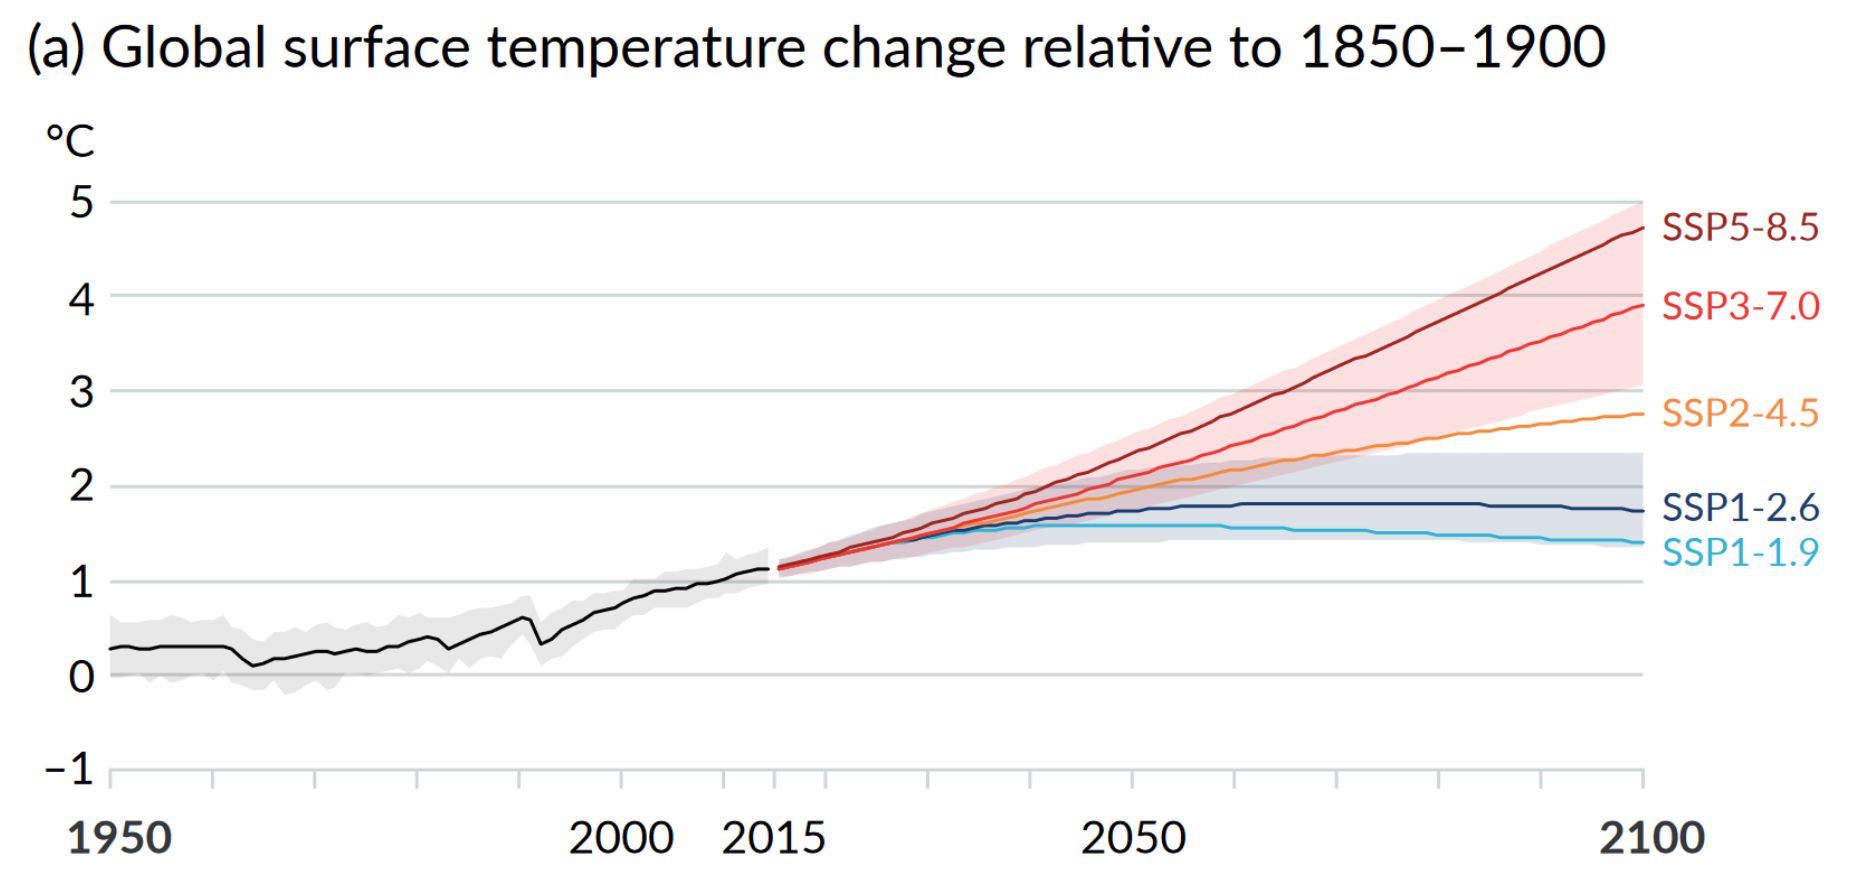 (a) Global surface temperature change relative to 1850–1900
°C
5
SSP5-8.5
4
SSP3-7.0
3
SSP2-4.5
2
SSP1-2.6
SSP1-1.9
1
0
−1
1950 2000 2015 2050 2100